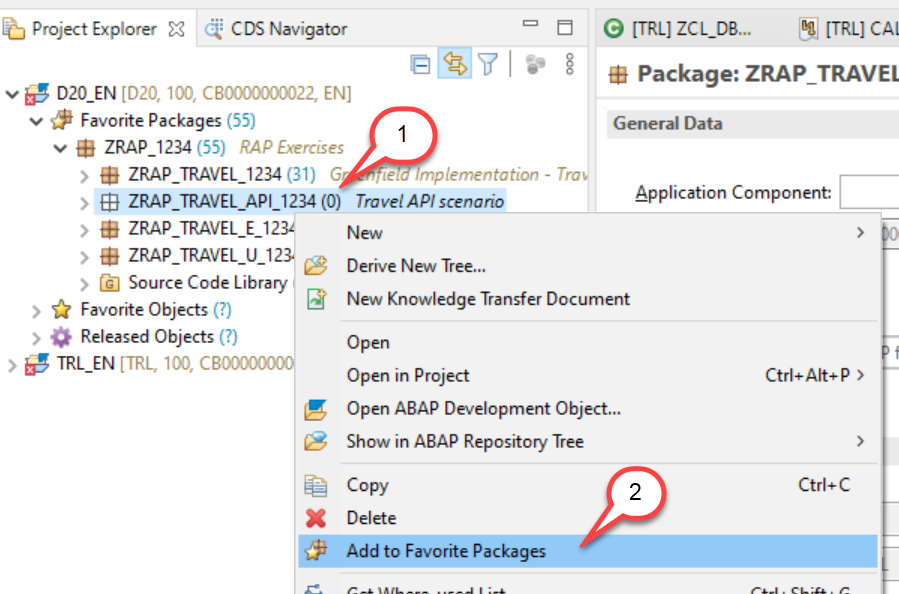 Project Explorer
CDS Navigator
[TRL] ZCL_DB...
[TRL] CAL
D20_EN [D20, 100, CB0000000022, EN]
Package: ZRAP_TRAVEL
Favorite Packages (55)
General Data
1
ZRAP_1234 (55) RAP Exercises
ZRAP_TRAVEL_1234 (31) Greenfield Implementation - Trav
ZRAP_TRAVEL_API_1234 (0) Travel API scenario
Application Component:
ZRAP_TRAVEL_E_1234
ZRAP_TRAVEL_U_1234
Source Code Library
Favorite Objects (?)
Released Objects (?)
TRL_EN [TRL, 100, CB00000000
New
Derive New Tree...
New Knowledge Transfer Document
Open
Open in Project Ctrl+Alt+P
Open ABAP Development Object...
Show in ABAP Repository Tree
Copy Ctrl+C
2
Delete
Add to Favorite Packages
Get Where-used List Ctrl+Shift+G